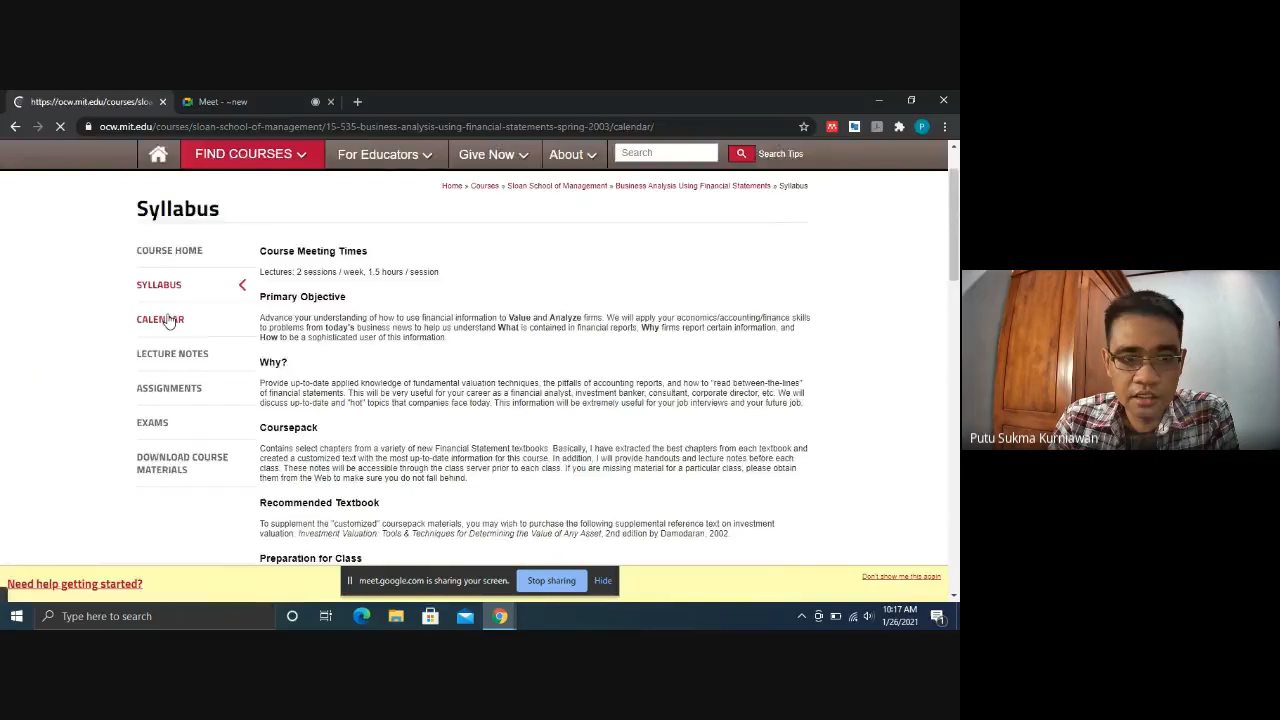 https://ocw.mit.edu/courses/sloa
Meet - ~new
ocw.mit.edu/courses/sloan-school-of-management/15-535-business-analysis-using-financial-statements-spring-2003/calendar/
P
FIND COURSES
For Educators
Give Now
About
Search
Search Tips
Home » Courses » Sloan School of Management » Business Analysis Using Financial Statements » Syllabus
Syllabus
COURSE HOME
SYLLABUS
CALENDAR
LECTURE NOTES
ASSIGNMENTS
EXAMS
DOWNLOAD COURSE
MATERIALS
Course Meeting Times
Lectures: 2 sessions / week, 1.5 hours / session
Primary Objective
Advance your understanding of how to use financial information to Value and Analyze firms. We will apply your economics/accounting/finance skills
to problems from today's business news to help us understand What is contained in financial reports, Why firms report certain information, and
How to be a sophisticated user of this information.
Why?
Provide up-to-date applied knowledge of fundamental valuation techniques, the pitfalls of accounting reports, and how to "read between-the-lines"
of financial statements. This will be very useful for your career as a financial analyst, investment banker, consultant, corporate director, etc. We will
discuss up-to-date and "hot" topics that companies face today. This information will be extremely useful for your job interviews and your future job.
Coursepack
Contains select chapters from a variety of new Financial Statement textbooks. Basically, I have extracted the best chapters from each textbook and
created a customized text with the most up-to-date information for this course. In addition, I will provide handouts and lecture notes before each
class. These notes will be accessible through the class server prior to each class. If you are missing material for a particular class, please obtain
them from the Web to make sure you do not fall behind.
Recommended Textbook
To supplement the "customized" coursepack materials, you may wish to purchase the following supplemental reference text on investment
valuation. Investment Valuation: Tools & Techniques for Determining the Value of Any Asset, 2nd edition by Damodaran, 2002.
Preparation for Class
Need help getting started?
Don't show me this again
meet.google.com is sharing your screen.
Stop sharing
Hide
Type here to search
10:17 AM
1/26/2021
1
Putu Sukma Kurniawan